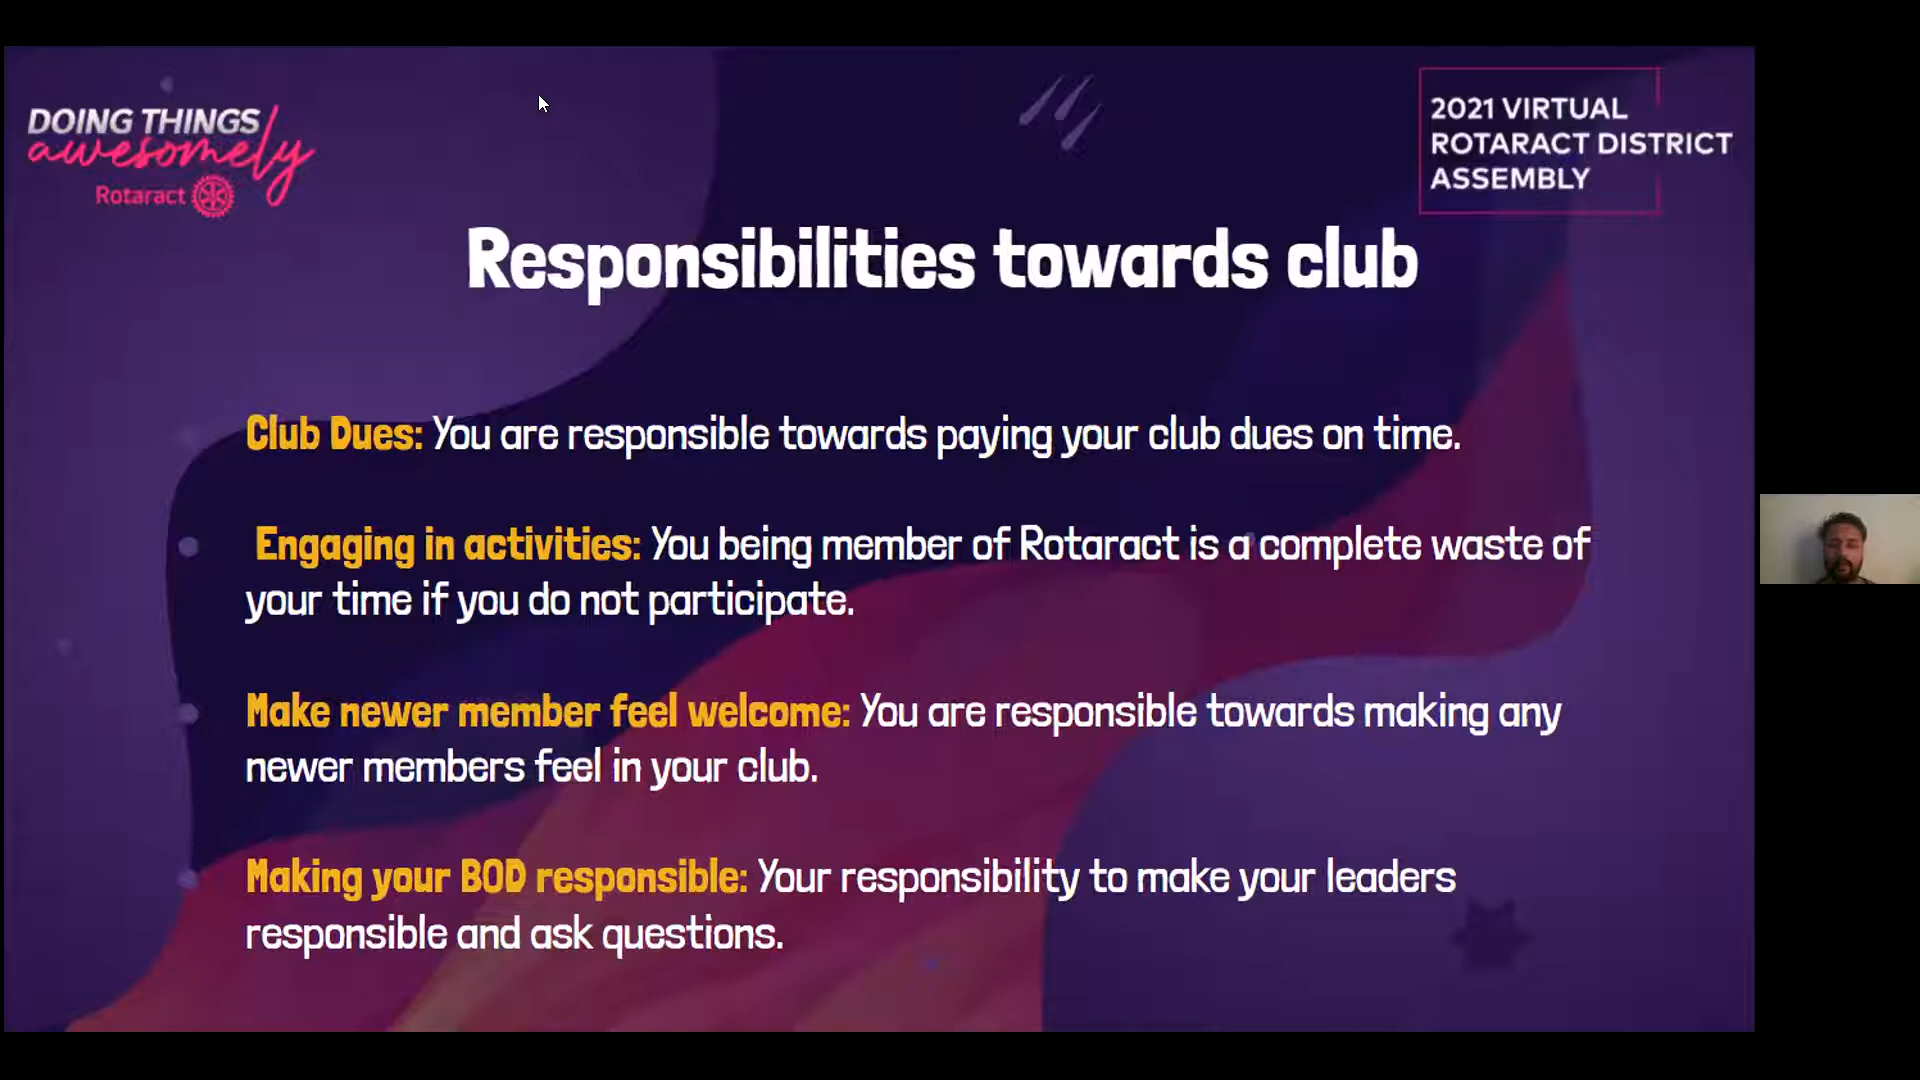 DOING THINGS
awesomely
Rotaract
2021 VIRTUAL
ROTARACT DISTRICT
ASSEMBLY
Responsibilities towards club
Club Dues: You are responsible towards paying your club dues on time.
Engaging in activities: You being member of Rotaract is a complete waste of
your time if you do not participate.
Make newer member feel welcome: You are responsible towards making any
newer members feel in your club.
Making your BOD responsible: Your responsibility to make your leaders
responsible and ask questions.